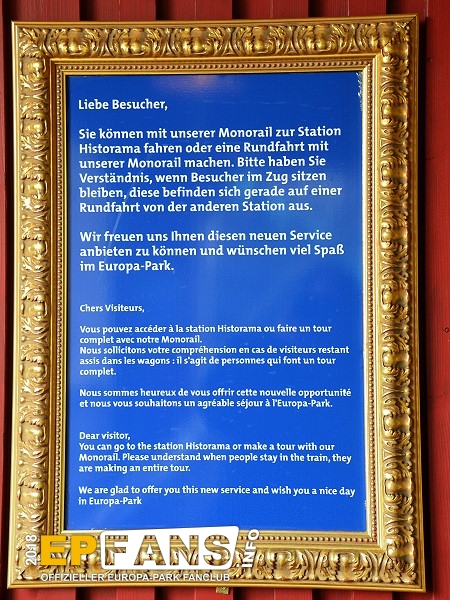 Liebe Besucher,
Sie können mit unserer Monorail zur Station
Historama fahren oder eine Rundfahrt mit
unserer Monorail machen. Bitte haben Sie
Verständnis, wenn Besucher im Zug sitzen
bleiben, diese befinden sich gerade auf einer
Rundfahrt von der anderen Station aus.
Wir freuen uns Ihnen diesen neuen Service
anbieten zu können und wünschen viel Spaß
im Europa-Park.
Chers Visiteurs,
Vous pouvez accéder à la station Historama ou faire un tour
complet avec notre Monorail.
Nous sollicitons votre compréhension en cas de visiteurs restant
assis dans les wagons : il s'agit de personnes qui font un tour
complet.
Nous sommes heureux de vous offrir cette nouvelle opportunité
et nous vous souhaitons un agréable séjour à l'Europa-Park.
Dear visitor,
You can go to the station Historama or make a tour with our
Monorail. Please understand when people stay in the train, they
are making an entire tour.
We are glad to offer you this new service and wish you a nice day
in Europa-Park
2018
EPFANS
INFO
OFFIZIELLER EUROPA-PARK FANCLUB